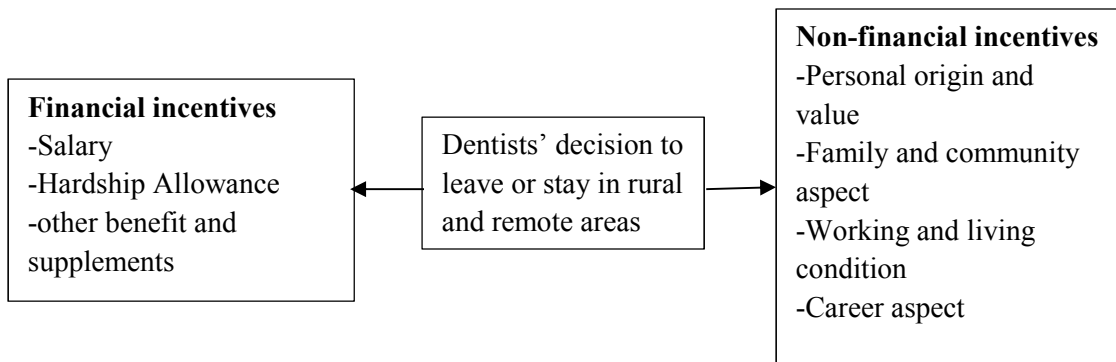 Financial incentives
-Salary
-Hardship Allowance
-other benefit and
supplements
Dentists’ decision to
leave or stay in rural
and remote areas
Non-financial incentives
-Personal origin and
value
-Family and community
aspect
-Working and living
condition
-Career aspect